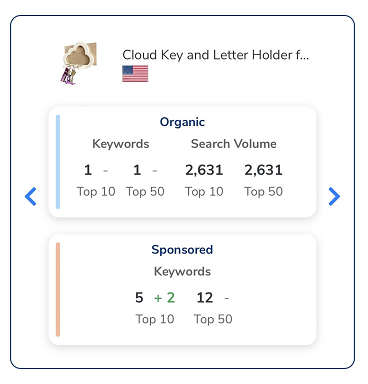 Cloud Key and Letter Holder f...
Organic
Keywords Search Volume
1 - 1 - 2,631 2,631
Top 10 Top 50 Top 10 Top 50
Sponsored
Keywords
5 + 2 12 -
Top 10 Top 50